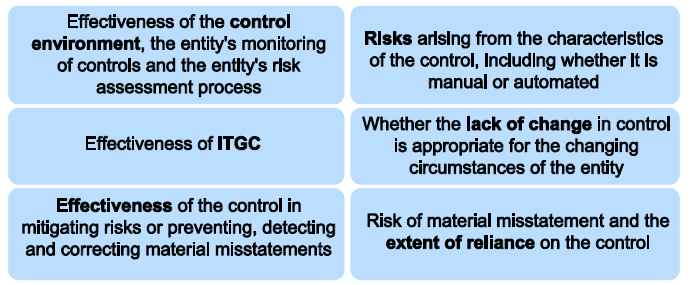 Effectiveness of the control
environment, the entity's monitoring
of controls and the entity's risk
assessment process
Risks arising from the characteristics
of the control, including whether it is
manual or automated
Effectiveness of ITGC
Whether the lack of change in control
is appropriate for the changing
circumstances of the entity
Effectiveness of the control in
mitigating risks or preventing, detecting
and correcting material misstatements
Risk of material misstatement and the
extent of reliance on the control